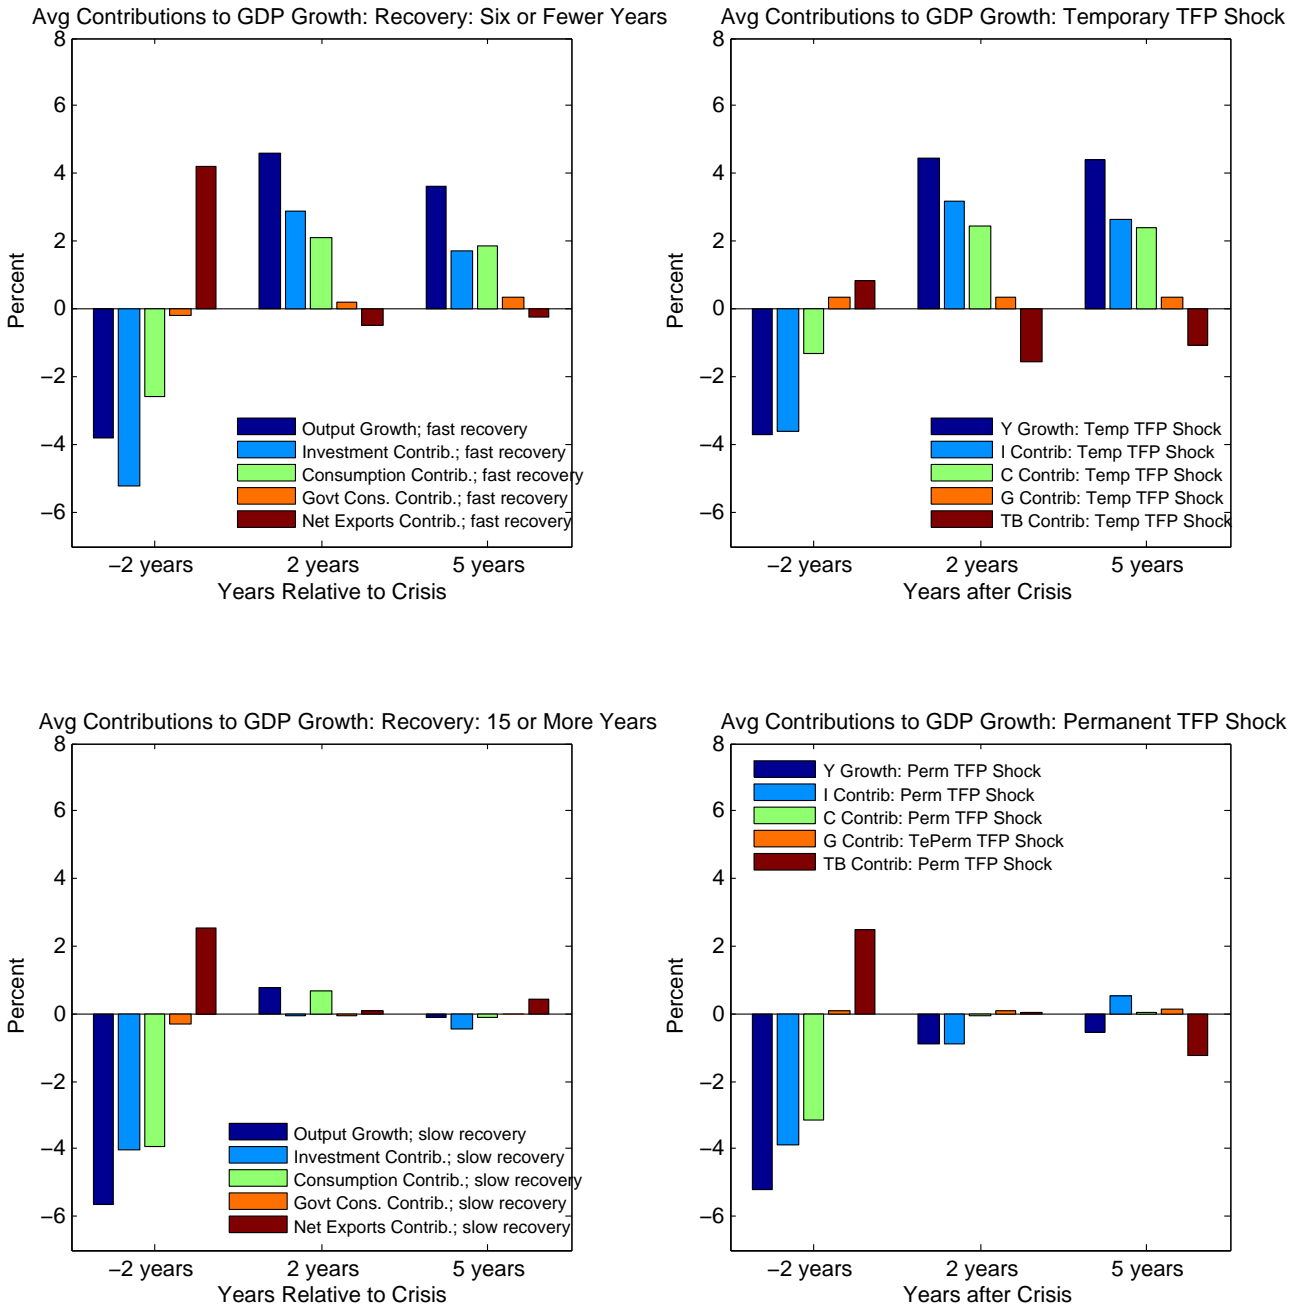 Avg Contributions to GDP Growth: Recovery: Six or Fewer Years
8
6
4
2
0
−2
−4
−6
Percent
Output Growth; fast recovery
Investment Contrib.; fast recovery
Consumption Contrib.; fast recovery
Govt Cons. Contrib.; fast recovery
Net Exports Contrib.; fast recovery
−2 years 2 years 5 years
Years Relative to Crisis
Avg Contributions to GDP Growth: Temporary TFP Shock
8
6
4
2
0
−2
−4
−6
Percent
Y Growth: Temp TFP Shock
I Contrib: Temp TFP Shock
C Contrib: Temp TFP Shock
G Contrib: Temp TFP Shock
TB Contrib: Temp TFP Shock
−2 years 2 years 5 years
Years after Crisis
Avg Contributions to GDP Growth: Recovery: 15 or More Years
8
6
4
2
0
−2
−4
−6
Percent
Output Growth; slow recovery
Investment Contrib.; slow recovery
Consumption Contrib.; slow recovery
Govt Cons. Contrib.; slow recovery
Net Exports Contrib.; slow recovery
−2 years 2 years 5 years
Years Relative to Crisis
Avg Contributions to GDP Growth: Permanent TFP Shock
8
6
4
2
0
−2
−4
−6
Percent
Y Growth: Perm TFP Shock
I Contrib: Perm TFP Shock
C Contrib: Perm TFP Shock
G Contrib: TePerm TFP Shock
TB Contrib: Perm TFP Shock
−2 years 2 years 5 years
Years after Crisis